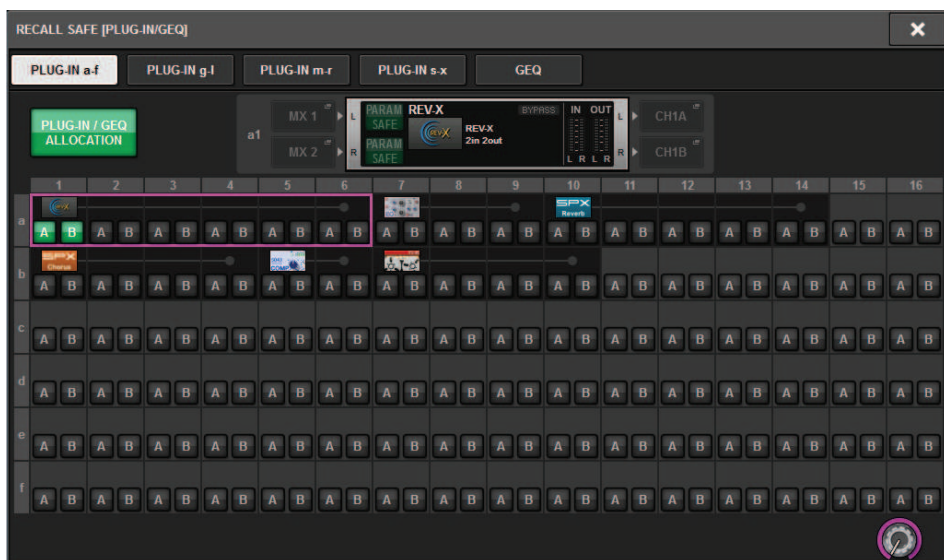 RECALL SAFE [PLUG-IN/GEQ]
PLUG-IN a-f PLUG-IN g-l PLUG-IN m-r PLUG-IN s-x GEQ
PLUG-IN / GEQ
ALLOCATION
a1
MX 1 L
MX 2 R
PARAM
SAFE
PARAM
SAFE
REV-X BYPASS IN OUT
REV-X
2in 2out
L R L R
L CH1A
R CH1B
1 2 3 4 5 6 7 8 9 10 11 12 13 14 15 16
SPX
Reverb
a A B A B A B A B A B A B A B A B A B A B A B A B A B A B A B A B
SPX
Chorus
COMP
b A B A B A B A B A B A B A B A B A B A B A B A B A B A B A B A B
c A B A B A B A B A B A B A B A B A B A B A B A B A B A B A B A B
d A B A B A B A B A B A B A B A B A B A B A B A B A B A B A B A B
e A B A B A B A B A B A B A B A B A B A B A B A B A B A B A B A B
f A B A B A B A B A B A B A B A B A B A B A B A B A B A B A B A B